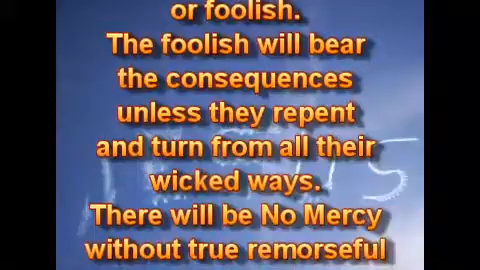 or foolish.
The foolish will bear
the consequences
unless they repent
and turn from all their
wicked ways.
There will be No Mercy
without true remorseful